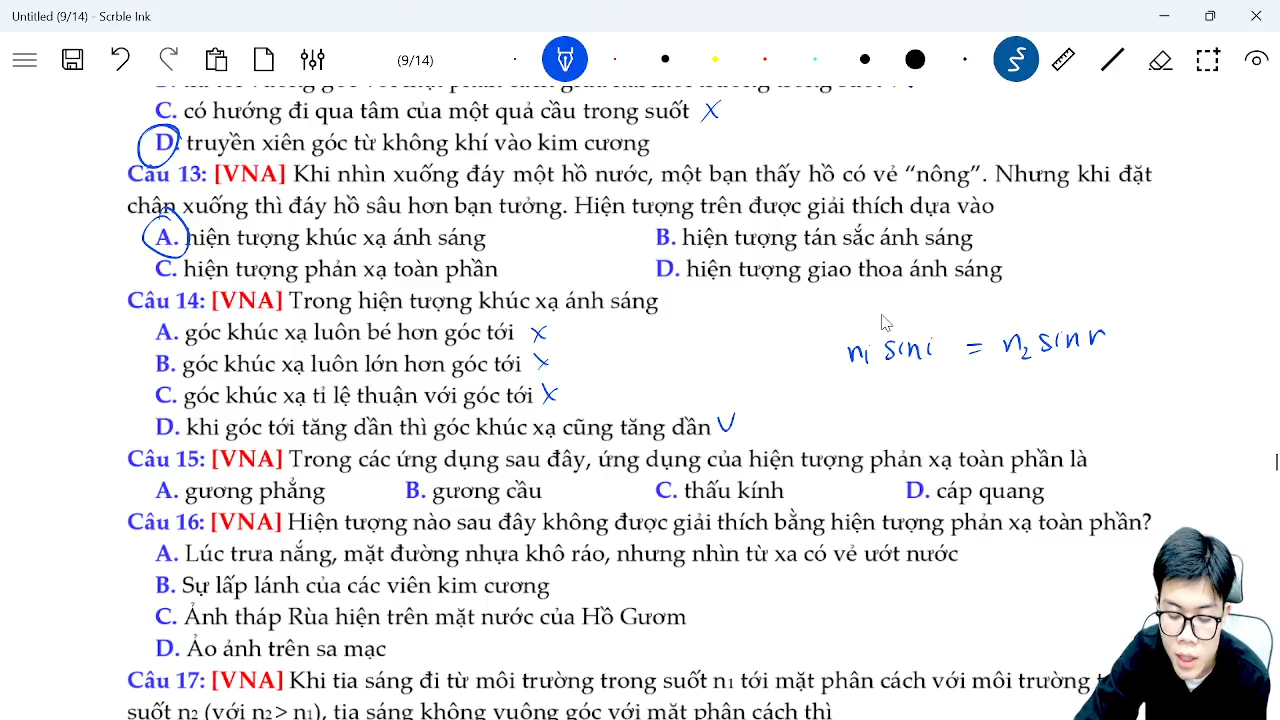 Untitled (9/14) - Scrble Ink
(9/14)
C. có hướng đi qua tâm của một quả cầu trong suốt X
D. truyền xiên góc từ không khí vào kim cương
Câu 13: [VNA] Khi nhìn xuống đáy một hồ nước, một bạn thấy hồ có vẻ “nông”. Nhưng khi đặt
chân xuống thì đáy hồ sâu hơn bạn tưởng. Hiện tượng trên được giải thích dựa vào
A. hiện tượng khúc xạ ánh sáng B. hiện tượng tán sắc ánh sáng
C. hiện tượng phản xạ toàn phần D. hiện tượng giao thoa ánh sáng
Câu 14: [VNA] Trong hiện tượng khúc xạ ánh sáng
A. góc khúc xạ luôn bé hơn góc tới x
n₁ sin i = n₂ sin r
B. góc khúc xạ luôn lớn hơn góc tới x
C. góc khúc xạ tỉ lệ thuận với góc tới x
D. khi góc tới tăng dần thì góc khúc xạ cũng tăng dần V
Câu 15: [VNA] Trong các ứng dụng sau đây, ứng dụng của hiện tượng phản xạ toàn phần là
A. gương phẳng B. gương cầu C. thấu kính D. cáp quang
Câu 16: [VNA] Hiện tượng nào sau đây không được giải thích bằng hiện tượng phản xạ toàn phần?
A. Lúc trưa nắng, mặt đường nhựa khô ráo, nhưng nhìn từ xa có vẻ ướt nước
B. Sự lấp lánh của các viên kim cương
C. Ảnh tháp Rùa hiện trên mặt nước của Hồ Gươm
D. Ảo ảnh trên sa mạc
Câu 17: [VNA] Khi tia sáng đi từ môi trường trong suốt n₁ tới mặt phân cách với môi trường
suốt n₂ (với n₂ > n₁), tia sáng không vuông góc với mặt phân cách thì